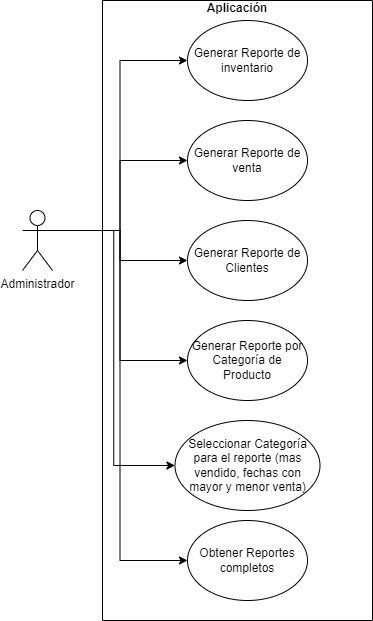 Aplicación
Generar Reporte de
inventario
Generar Reporte de
venta
Administrador
Generar Reporte de
Clientes
Generar Reporte por
Categoría de
Producto
Seleccionar Categoría
para el reporte (mas
vendido, fechas con
mayor y menor venta)
Obtener Reportes
completos